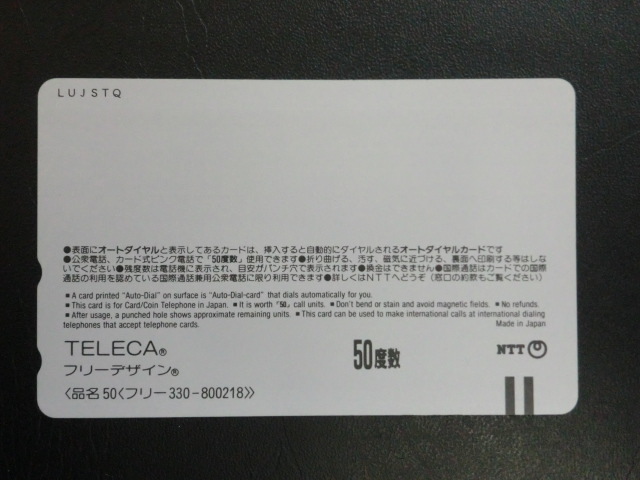 LUJSTQ
●表面にオートダイヤルと表示してあるカードは、挿入すると自動的にダイヤルされるオートダイヤルカードです
●公衆電話、カード式ピンク電話で「50度数」使用できます●折り曲げる、汚す、磁気に近づける、裏面へ印刷する等はしな
いでください●残度数は電話機に表示され、目安がパンチ穴で表示されます●換金はできません●国際通話はカードでの国際
通話の利用を認めている国際通話兼用公衆電話に限り利用できます●詳しくはNTTへどうぞ（窓口の約款もご覧ください）
■ A card printed "Auto-Dial" on surface is "Auto-Dial-card" that dials automatically for you.
■ This card is for Card/Coin Telephone in Japan. ■ It is worth「50」call units. ■ Don't bend or stain and avoid magnetic fields. ■ No refunds.
■ After usage, a punched hole shows approximate remaining units. ■ This card can be used to make international calls at international dialing
telephones that accept telephone cards. Made in Japan
TELECA® 50度数 NTT
フリーデザイン®
〈品名 50〈フリー330-800218〉〉